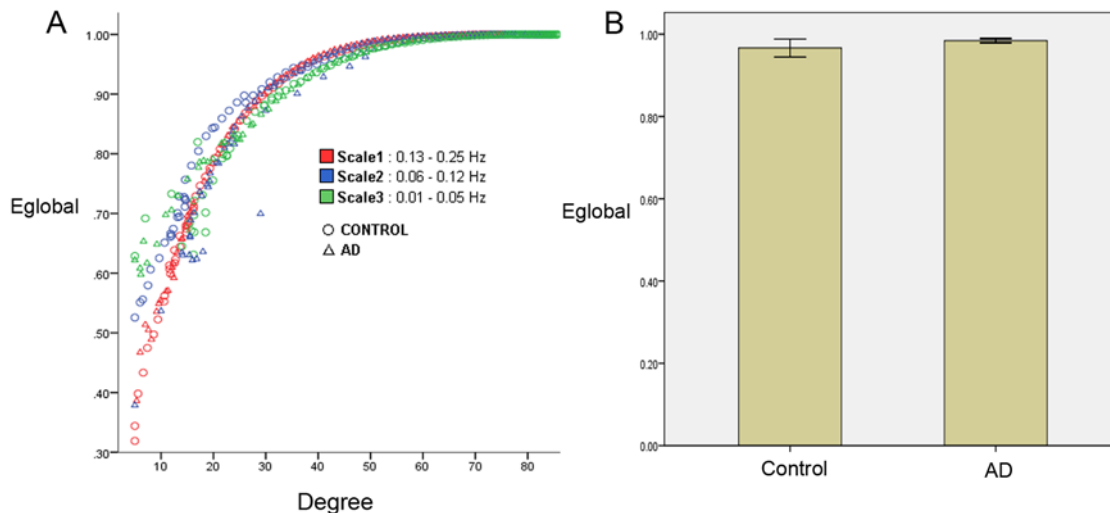 A
1.00
.90
.80
.70
.60
.50
.40
.30
Eglobal
Scale1 : 0.13 - 0.25 Hz
Scale2 : 0.06 - 0.12 Hz
Scale3 : 0.01 - 0.05 Hz
CONTROL
AD
10 20 30 40 50 60 70 80
Degree
B
1.00
0.80
0.60
0.40
0.20
0.00
Eglobal
Control AD